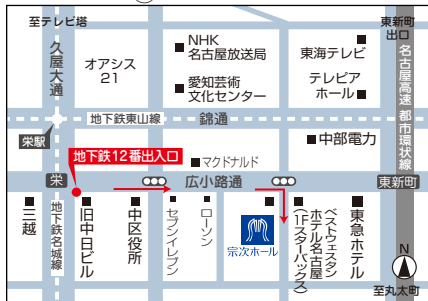 至テレビ塔
東新町
出口
久屋大通
オアシス
21
NHK
名古屋放送局
愛知芸術
文化センター
東海テレビ
テレピア
ホール
名古屋高速 都市環状線
地下鉄東山線
錦通
栄駅
中部電力
地下鉄12番出入口
マクドナルド
栄
広小路通
東新町
三越
地下鉄名城線
旧中日ビル
中区役所
セブンイレブン
ローソン
宗次ホール
ベストウェスタン
ホテル名古屋
(1Fスターバックス)
東急ホテル
N
至丸太町